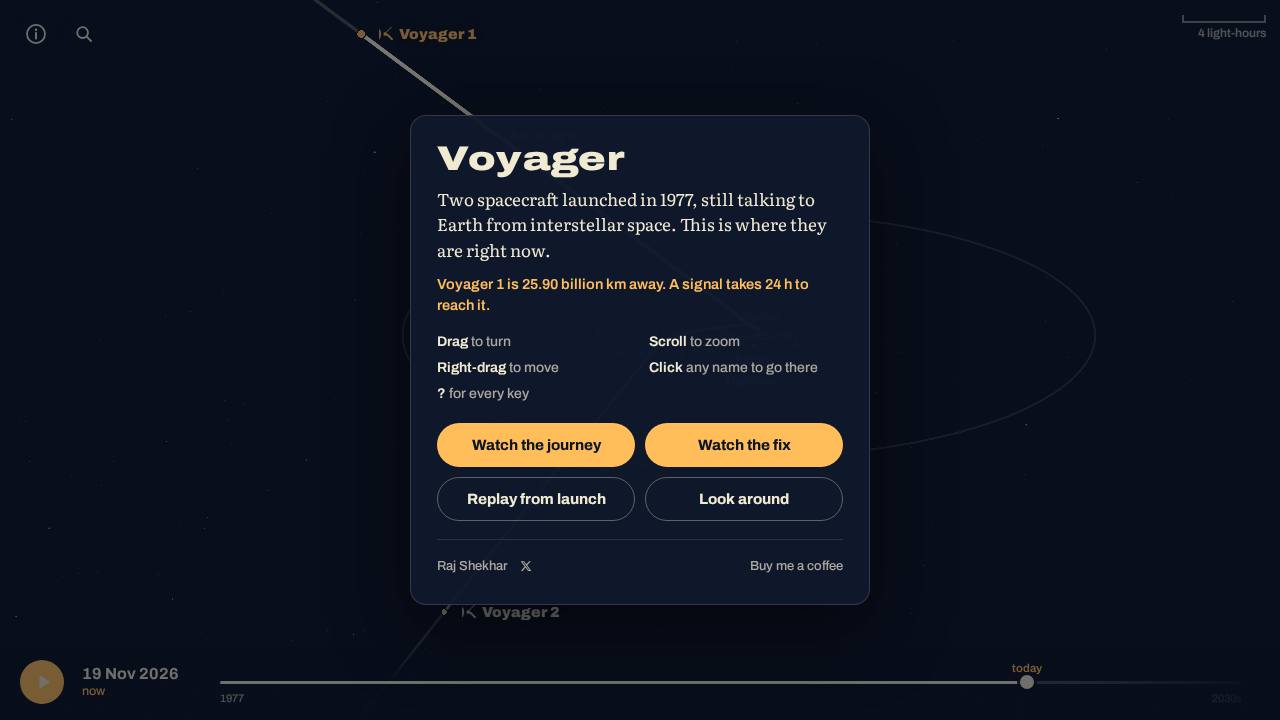 Voyager 1
4 light-hours
Voyager
Two spacecraft launched in 1977, still talking to
Earth from interstellar space. This is where they
are right now.
Voyager 1 is 25.90 billion km away. A signal takes 24 h to
reach it.
Drag to turn
Scroll to zoom
Right-drag to move
Click any name to go there
? for every key
Watch the journey
Watch the fix
Replay from launch
Look around
Raj Shekhar
Buy me a coffee
Voyager 2
19 Nov 2026
now
today
1977
2030s